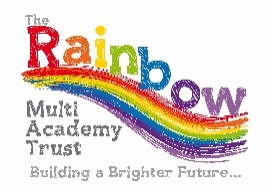 The
Rainbow
Multi
Academy
Trust
Building a Brighter Future...